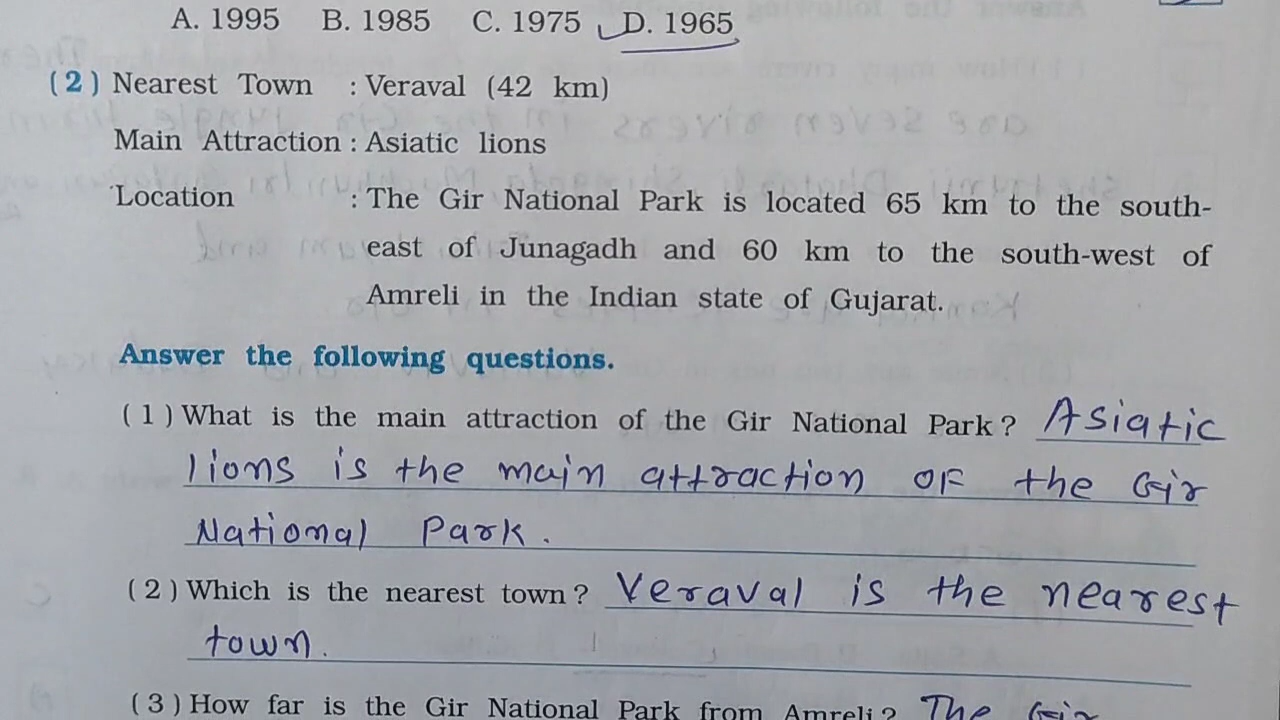 A. 1995 B. 1985 C. 1975 D. 1965
(2) Nearest Town : Veraval (42 km)
Main Attraction : Asiatic lions
Location : The Gir National Park is located 65 km to the south-
east of Junagadh and 60 km to the south-west of
Amreli in the Indian state of Gujarat.
Answer the following questions.
(1) What is the main attraction of the Gir National Park? Asiatic
lions is the main attraction of the Gir
National Park.
(2) Which is the nearest town? Veraval is the nearest
town.
(3) How far is the Gir National Park from Amreli? The Gir